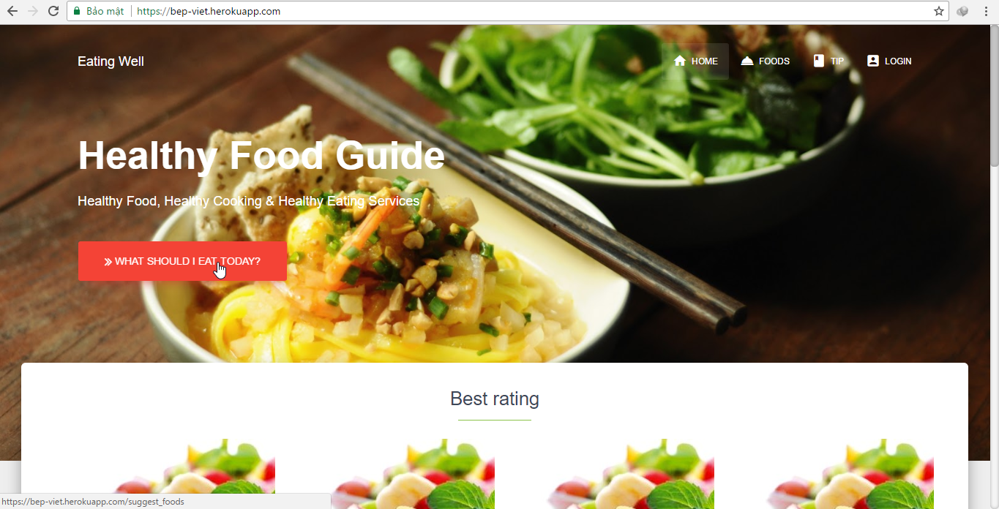 Bảo mật https://bep-viet.herokuapp.com
Eating Well
HOME FOODS TIP LOGIN
Healthy Food Guide
Healthy Food, Healthy Cooking & Healthy Eating Services
WHAT SHOULD I EAT TODAY?
Best rating
https://bep-viet.herokuapp.com/suggest_foods